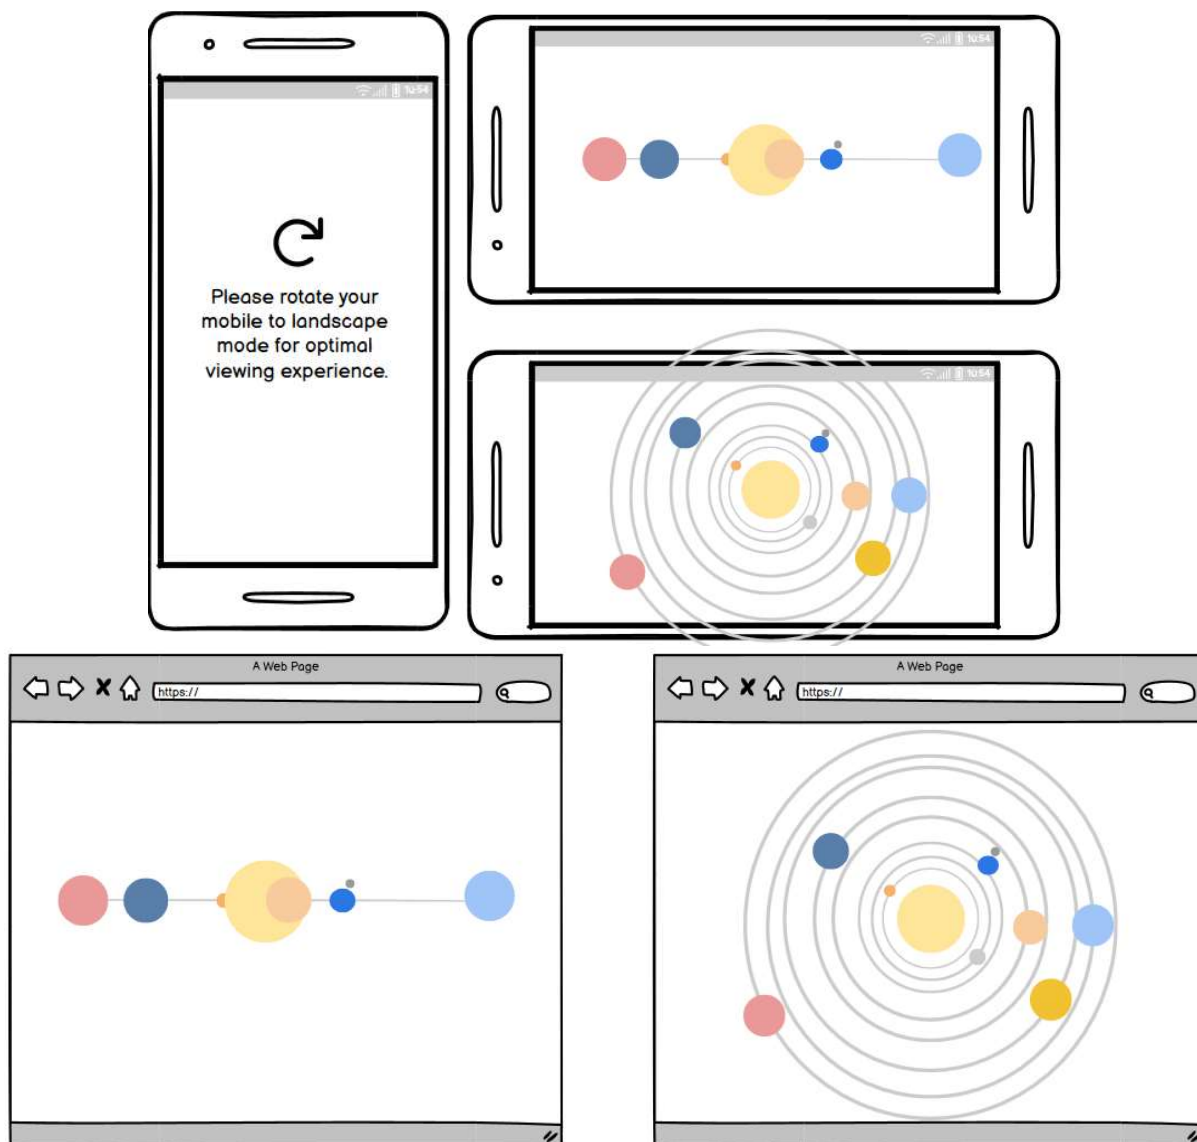 10:54
Please rotate your
mobile to landscape
mode for optimal
viewing experience.
10:54
10:54
A Web Page
https://
A Web Page
https://